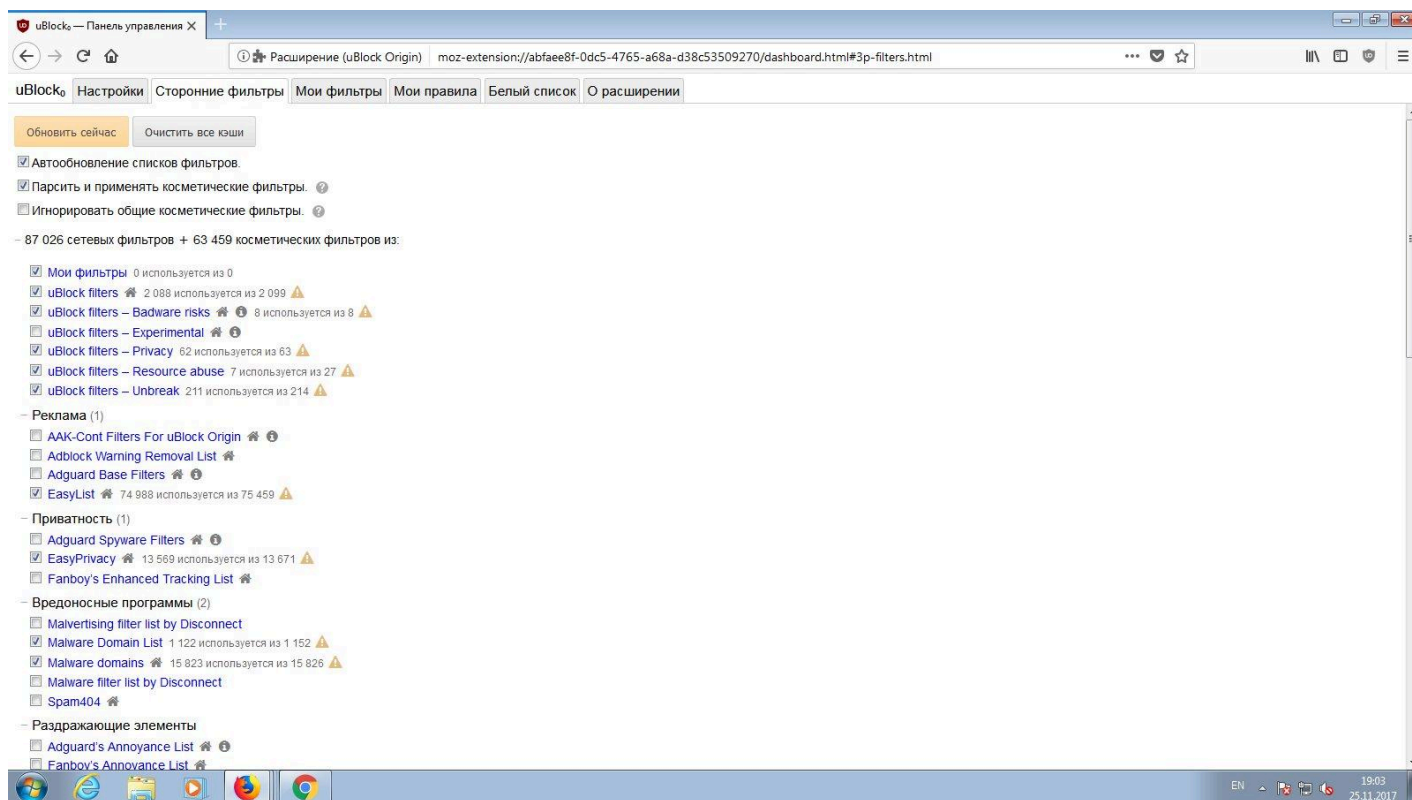 uBlock₀ — Панель управления
Расширение (uBlock Origin) moz-extension://abfaee8f-0dc5-4765-a68a-d38c53509270/dashboard.html#3p-filters.html
uBlock₀ Настройки Сторонние фильтры Мои фильтры Мои правила Белый список О расширении
Обновить сейчас Очистить все кэши
Автообновление списков фильтров.
Парсить и применять косметические фильтры.
Игнорировать общие косметические фильтры.
– 87 026 сетевых фильтров + 63 459 косметических фильтров из:
Мои фильтры 0 используется из 0
uBlock filters 2 088 используется из 2 099
uBlock filters – Badware risks 8 используется из 8
uBlock filters – Experimental
uBlock filters – Privacy 62 используется из 63
uBlock filters – Resource abuse 7 используется из 27
uBlock filters – Unbreak 211 используется из 214
– Реклама (1)
AAK-Cont Filters For uBlock Origin
Adblock Warning Removal List
Adguard Base Filters
EasyList 74 988 используется из 75 459
– Приватность (1)
Adguard Spyware Filters
EasyPrivacy 13 569 используется из 13 671
Fanboy's Enhanced Tracking List
– Вредоносные программы (2)
Malvertising filter list by Disconnect
Malware Domain List 1 122 используется из 1 152
Malware domains 15 823 используется из 15 826
Malware filter list by Disconnect
Spam404
– Раздражающие элементы
Adguard's Annoyance List
Fanboy's Annoyance List
EN 19:03
25.11.2017